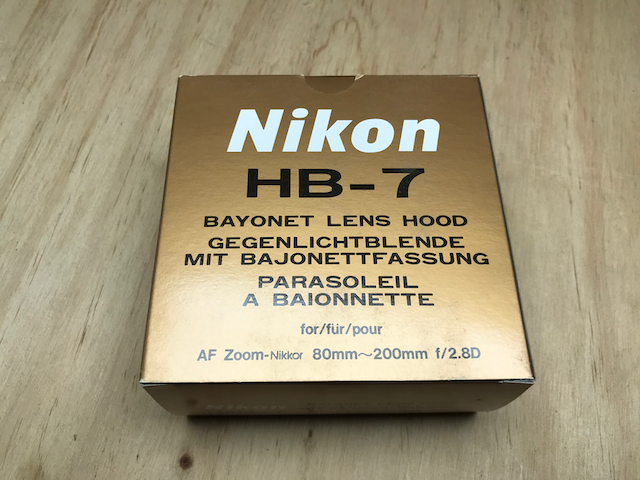 Nikon
HB-7
BAYONET LENS HOOD
GEGENLICHTBLENDE
MIT BAJONETTFASSUNG
PARASOLEIL
A BAIONNETTE
for/für/pour
AF Zoom-Nikkor 80mm～200mm f/2.8D
Nikon